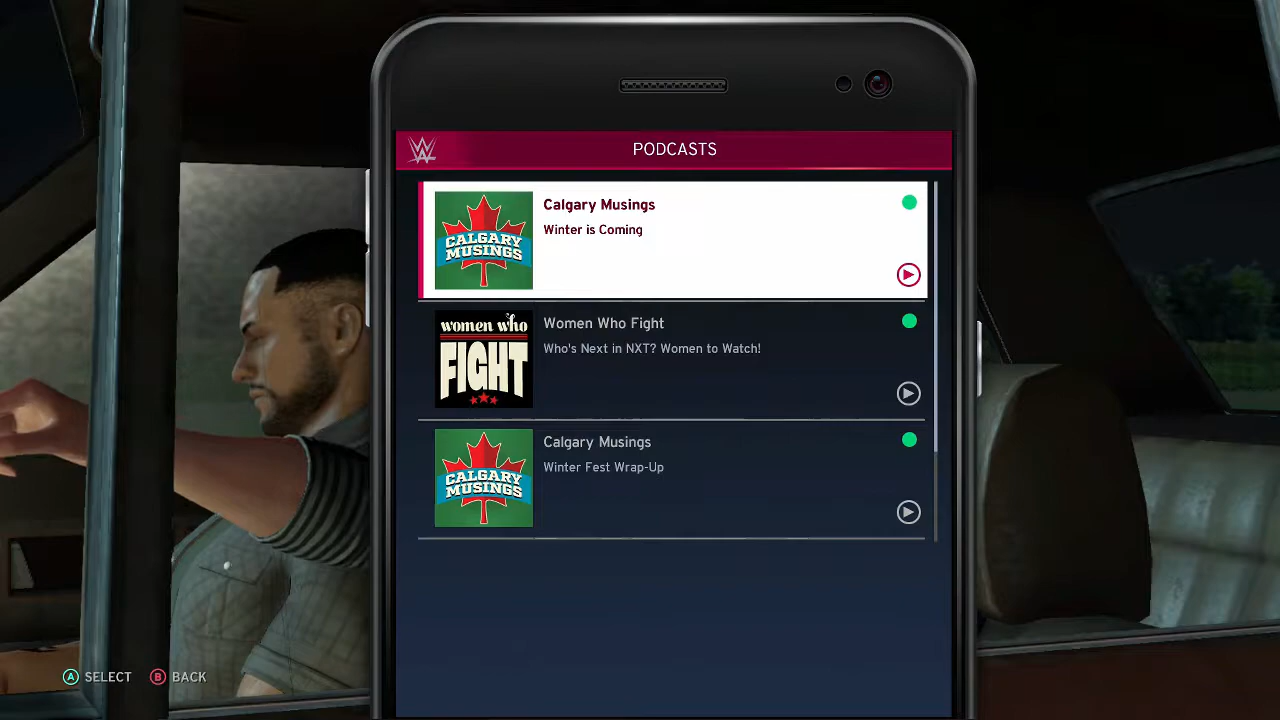 PODCASTS
CALGARY
MUSINGS
Calgary Musings
Winter is Coming
women who
FIGHT
Women Who Fight
Who's Next in NXT? Women to Watch!
CALGARY
MUSINGS
Calgary Musings
Winter Fest Wrap-Up
A SELECT B BACK